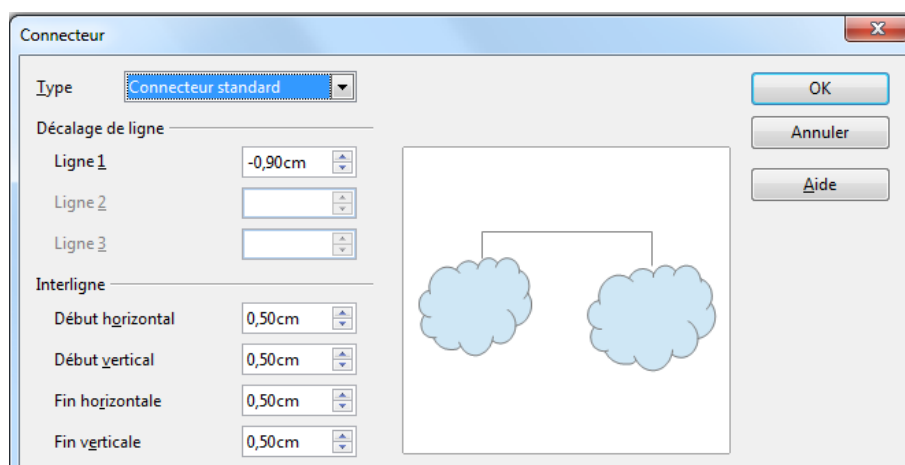 Connecteur
Type Connecteur standard
OK
Décalage de ligne
Annuler
Ligne 1 -0,90cm
Aide
Ligne 2
Ligne 3
Interligne
Début horizontal 0,50cm
Début vertical 0,50cm
Fin horizontale 0,50cm
Fin verticale 0,50cm